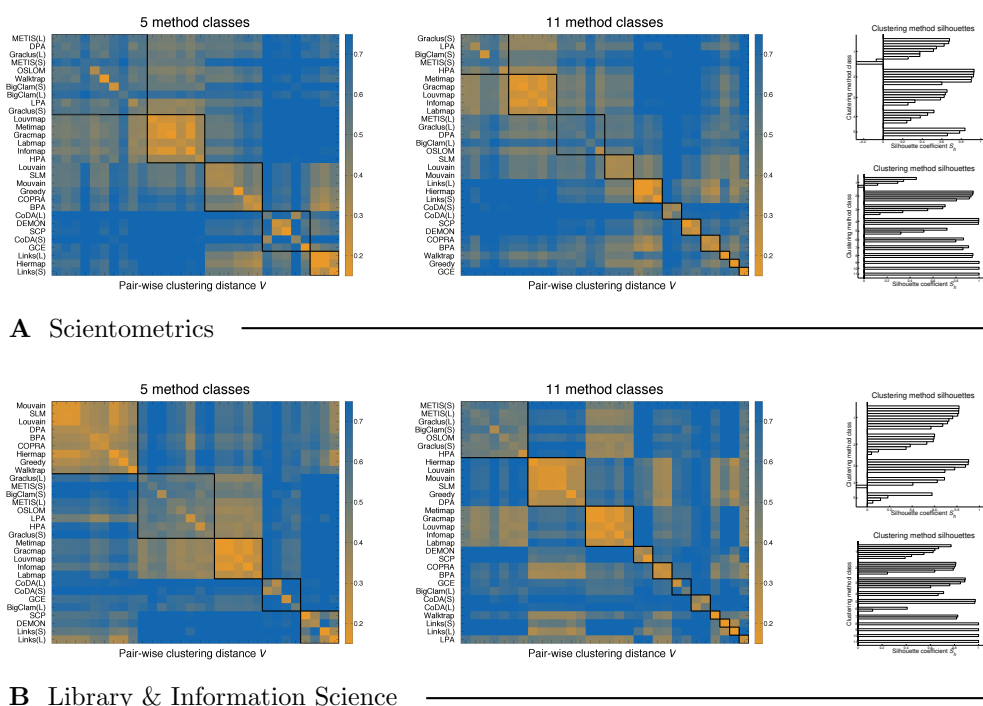 5 method classes
METIS(L)
DPA
Graclus(L)
METIS(S)
OSLOM
Walktrap
BigClam(S)
BigClam(L)
LPA
Graclus(S)
Louvmap
Metimap
Gracmap
Labmap
Infomap
HPA
Louvain
SLM
Mouvain
Greedy
COPRA
BPA
CoDA(L)
DEMON
SCP
CoDA(S)
GCE
Links(L)
Hiermap
Links(S)
0.7
0.6
0.5
0.4
0.3
0.2
Pair-wise clustering distance V
11 method classes
Graclus(S)
LPA
BigClam(S)
METIS(S)
HPA
Metimap
Gracmap
Louvmap
Infomap
Labmap
METIS(L)
Graclus(L)
DPA
BigClam(L)
OSLOM
SLM
Louvain
Mouvain
Links(L)
Hiermap
Links(S)
CoDA(S)
CoDA(L)
SCP
DEMON
COPRA
BPA
Walktrap
Greedy
GCE
0.7
0.6
0.5
0.4
0.3
0.2
Pair-wise clustering distance V
Clustering method silhouettes
Clustering method class
Silhouette coefficient S
Clustering method silhouettes
Clustering method class
Silhouette coefficient S
A Scientometrics
5 method classes
Mouvain
SLM
Louvain
DPA
BPA
COPRA
Hiermap
Greedy
Walktrap
Graclus(L)
METIS(S)
BigClam(S)
METIS(L)
OSLOM
LPA
HPA
Graclus(S)
Metimap
Gracmap
Louvmap
Infomap
Labmap
CoDA(L)
CoDA(S)
GCE
BigClam(L)
SCP
DEMON
Links(S)
Links(L)
0.7
0.6
0.5
0.4
0.3
0.2
Pair-wise clustering distance V
11 method classes
METIS(S)
METIS(L)
Graclus(L)
BigClam(S)
OSLOM
Graclus(S)
HPA
Hiermap
Louvain
Mouvain
SLM
Greedy
DPA
Metimap
Gracmap
Louvmap
Infomap
Labmap
DEMON
SCP
COPRA
BPA
GCE
BigClam(L)
CoDA(S)
CoDA(L)
Walktrap
Links(S)
Links(L)
LPA
0.7
0.6
0.5
0.4
0.3
0.2
Pair-wise clustering distance V
Clustering method silhouettes
Clustering method class
Silhouette coefficient S
Clustering method silhouettes
Clustering method class
Silhouette coefficient S
B Library & Information Science